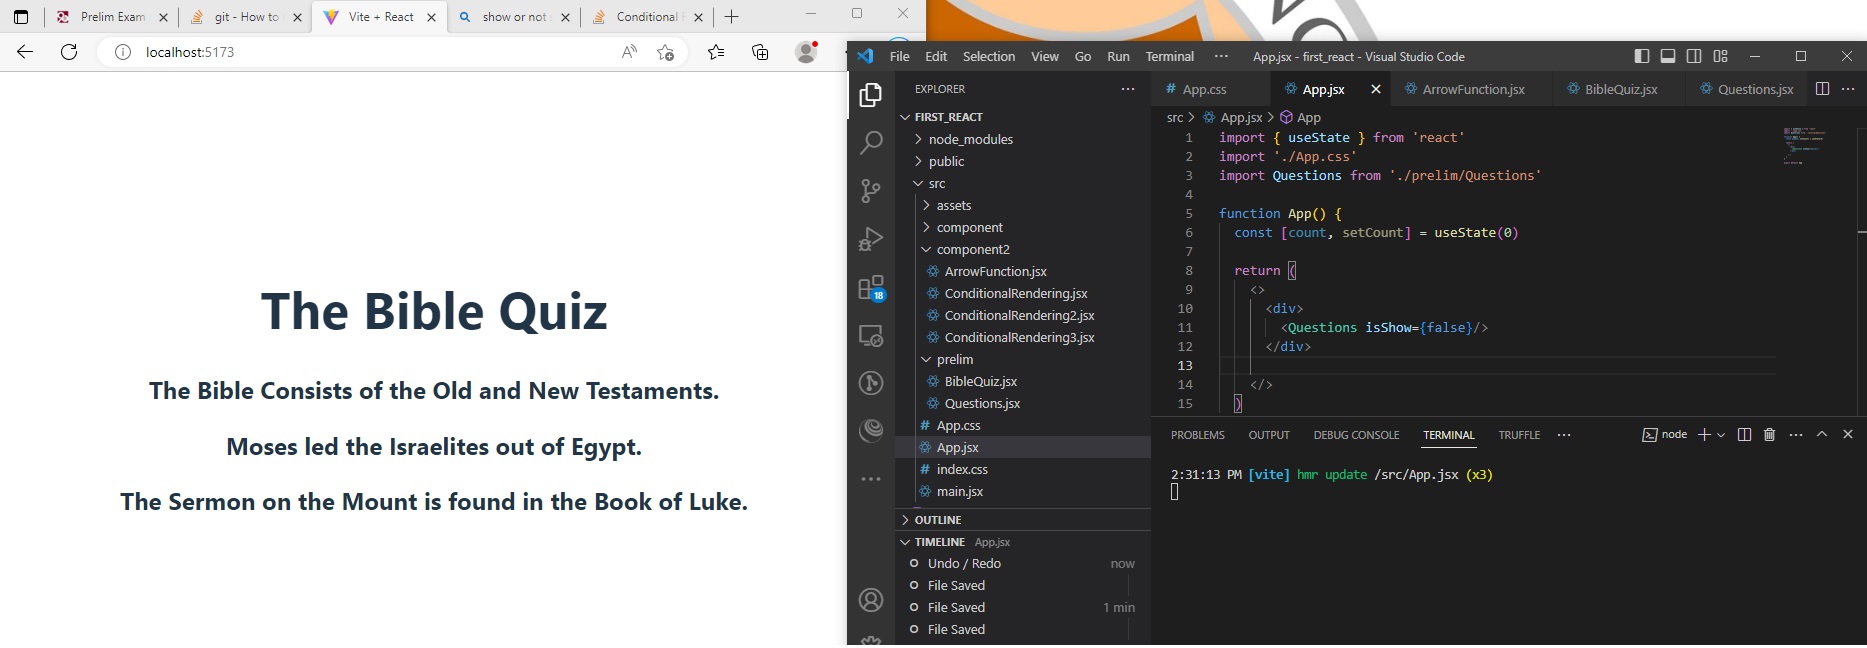 Prelim Exam
git - How to
Vite + React
show or not
Conditional
localhost:5173
The Bible Quiz
The Bible Consists of the Old and New Testaments.
Moses led the Israelites out of Egypt.
The Sermon on the Mount is found in the Book of Luke.
File Edit Selection View Go Run Terminal ··· App.jsx - first_react - Visual Studio Code
EXPLORER ···
FIRST_REACT
node_modules
public
src
assets
component
component2
ArrowFunction.jsx
ConditionalRendering.jsx
ConditionalRendering2.jsx
ConditionalRendering3.jsx
prelim
BibleQuiz.jsx
Questions.jsx
# App.css
App.jsx
# index.css
main.jsx
OUTLINE
TIMELINE App.jsx
Undo / Redo now
File Saved
File Saved 1 min
File Saved
18
# App.css App.jsx ArrowFunction.jsx BibleQuiz.jsx Questions.jsx ···
src > App.jsx > App
1 import { useState } from 'react'
2 import './App.css'
3 import Questions from './prelim/Questions'
4
5 function App() {
6 const [count, setCount] = useState(0)
7
8 return (
9 <>
10 <div>
11 <Questions isShow={false}/>
12 </div>
13
14 </>
15 )
PROBLEMS OUTPUT DEBUG CONSOLE TERMINAL TRUFFLE ··· node
2:31:13 PM [vite] hmr update /src/App.jsx (x3)